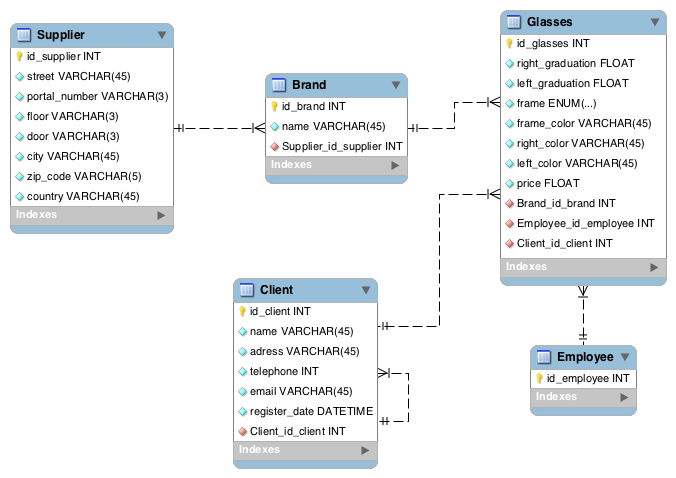 Supplier
id_supplier INT
street VARCHAR(45)
portal_number VARCHAR(3)
floor VARCHAR(3)
door VARCHAR(3)
city VARCHAR(45)
zip_code VARCHAR(5)
country VARCHAR(45)
Indexes
Brand
id_brand INT
name VARCHAR(45)
Supplier_id_supplier INT
Indexes
Glasses
id_glasses INT
right_graduation FLOAT
left_graduation FLOAT
frame ENUM(...)
frame_color VARCHAR(45)
right_color VARCHAR(45)
left_color VARCHAR(45)
price FLOAT
Brand_id_brand INT
Employee_id_employee INT
Client_id_client INT
Indexes
Client
id_client INT
name VARCHAR(45)
adress VARCHAR(45)
telephone INT
email VARCHAR(45)
register_date DATETIME
Client_id_client INT
Indexes
Employee
id_employee INT
Indexes